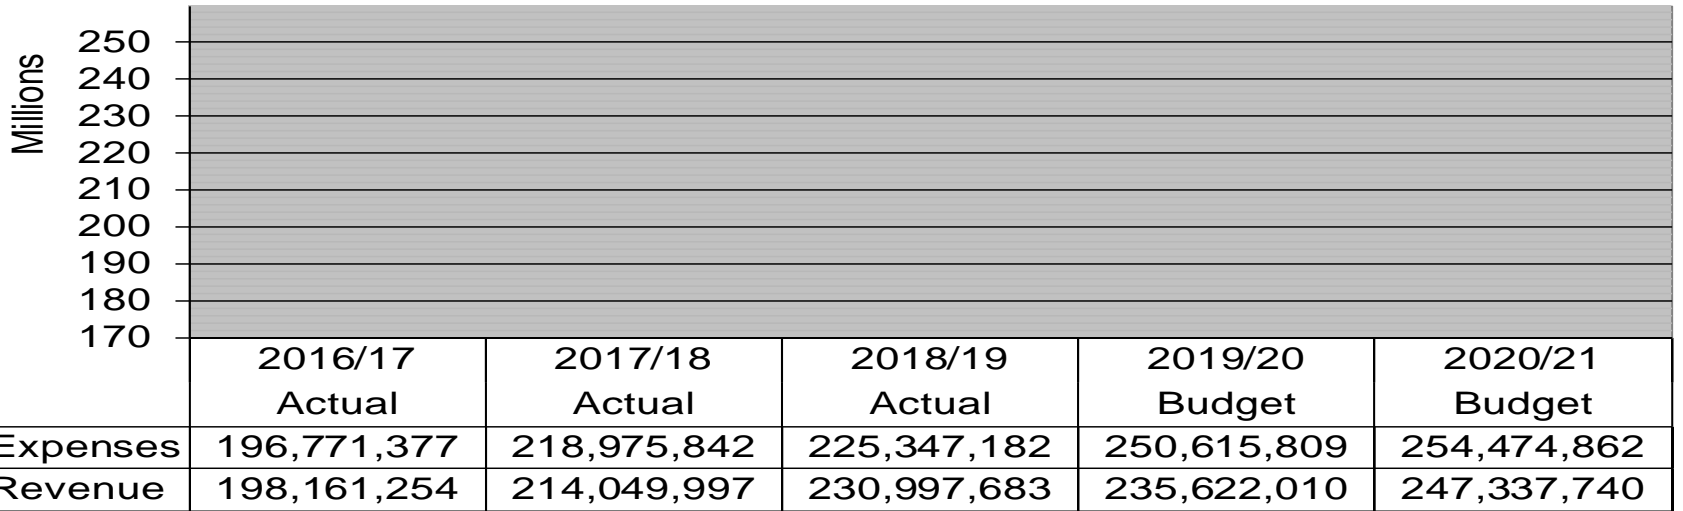 Millions
250
240
230
220
210
200
190
180
170
2016/17 2017/18 2018/19 2019/20 2020/21
Actual Actual Actual Budget Budget
Expenses 196,771,377 218,975,842 225,347,182 250,615,809 254,474,862
Revenue 198,161,254 214,049,997 230,997,683 235,622,010 247,337,740